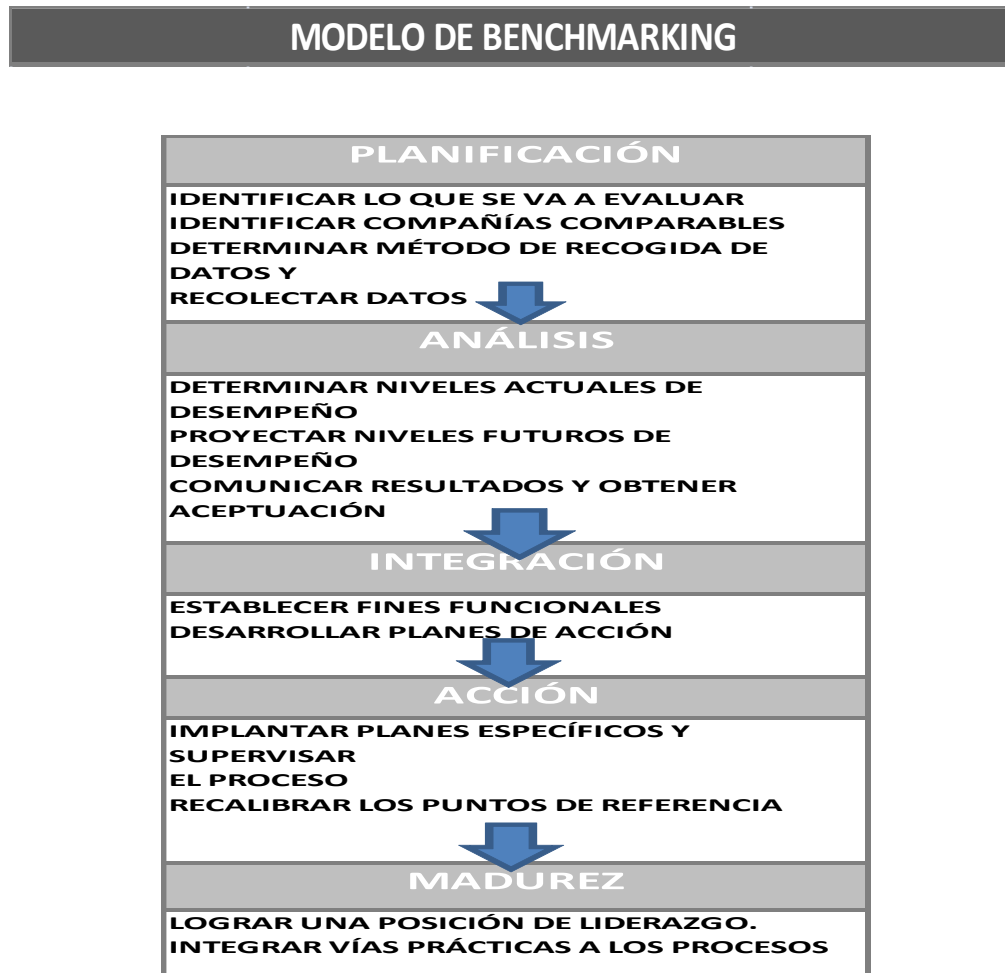 MODELO DE BENCHMARKING
PLANIFICACIÓN
IDENTIFICAR LO QUE SE VA A EVALUAR
IDENTIFICAR COMPAÑÍAS COMPARABLES
DETERMINAR MÉTODO DE RECOGIDA DE
DATOS Y
RECOLECTAR DATOS
ANÁLISIS
DETERMINAR NIVELES ACTUALES DE
DESEMPEÑO
PROYECTAR NIVELES FUTUROS DE
DESEMPEÑO
COMUNICAR RESULTADOS Y OBTENER
ACEPTUACIÓN
INTEGRACIÓN
ESTABLECER FINES FUNCIONALES
DESARROLLAR PLANES DE ACCIÓN
ACCIÓN
IMPLANTAR PLANES ESPECÍFICOS Y
SUPERVISAR
EL PROCESO
RECALIBRAR LOS PUNTOS DE REFERENCIA
MADUREZ
LOGRAR UNA POSICIÓN DE LIDERAZGO.
INTEGRAR VÍAS PRÁCTICAS A LOS PROCESOS